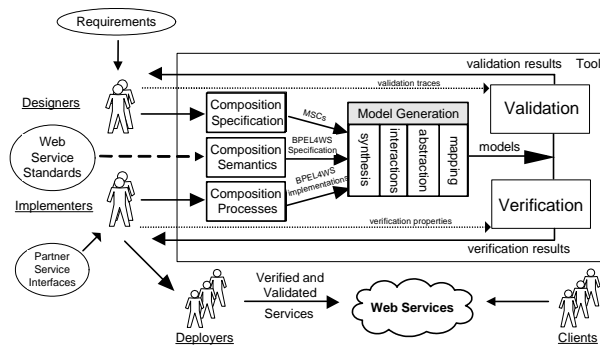 Requirements
validation results
Tool
validation traces
Designers
Composition
Specification
MSCs
Model Generation
Validation
Web
Service
Standards
Composition
Semantics
BPEL4WS
Specification
synthesis
interactions
abstraction
mapping
models
BPEL4WS
implementations
Implementers
Composition
Processes
Verification
verification properties
verification results
Partner
Service
Interfaces
Deployers
Verified and
Validated
Services
Web Services
Clients